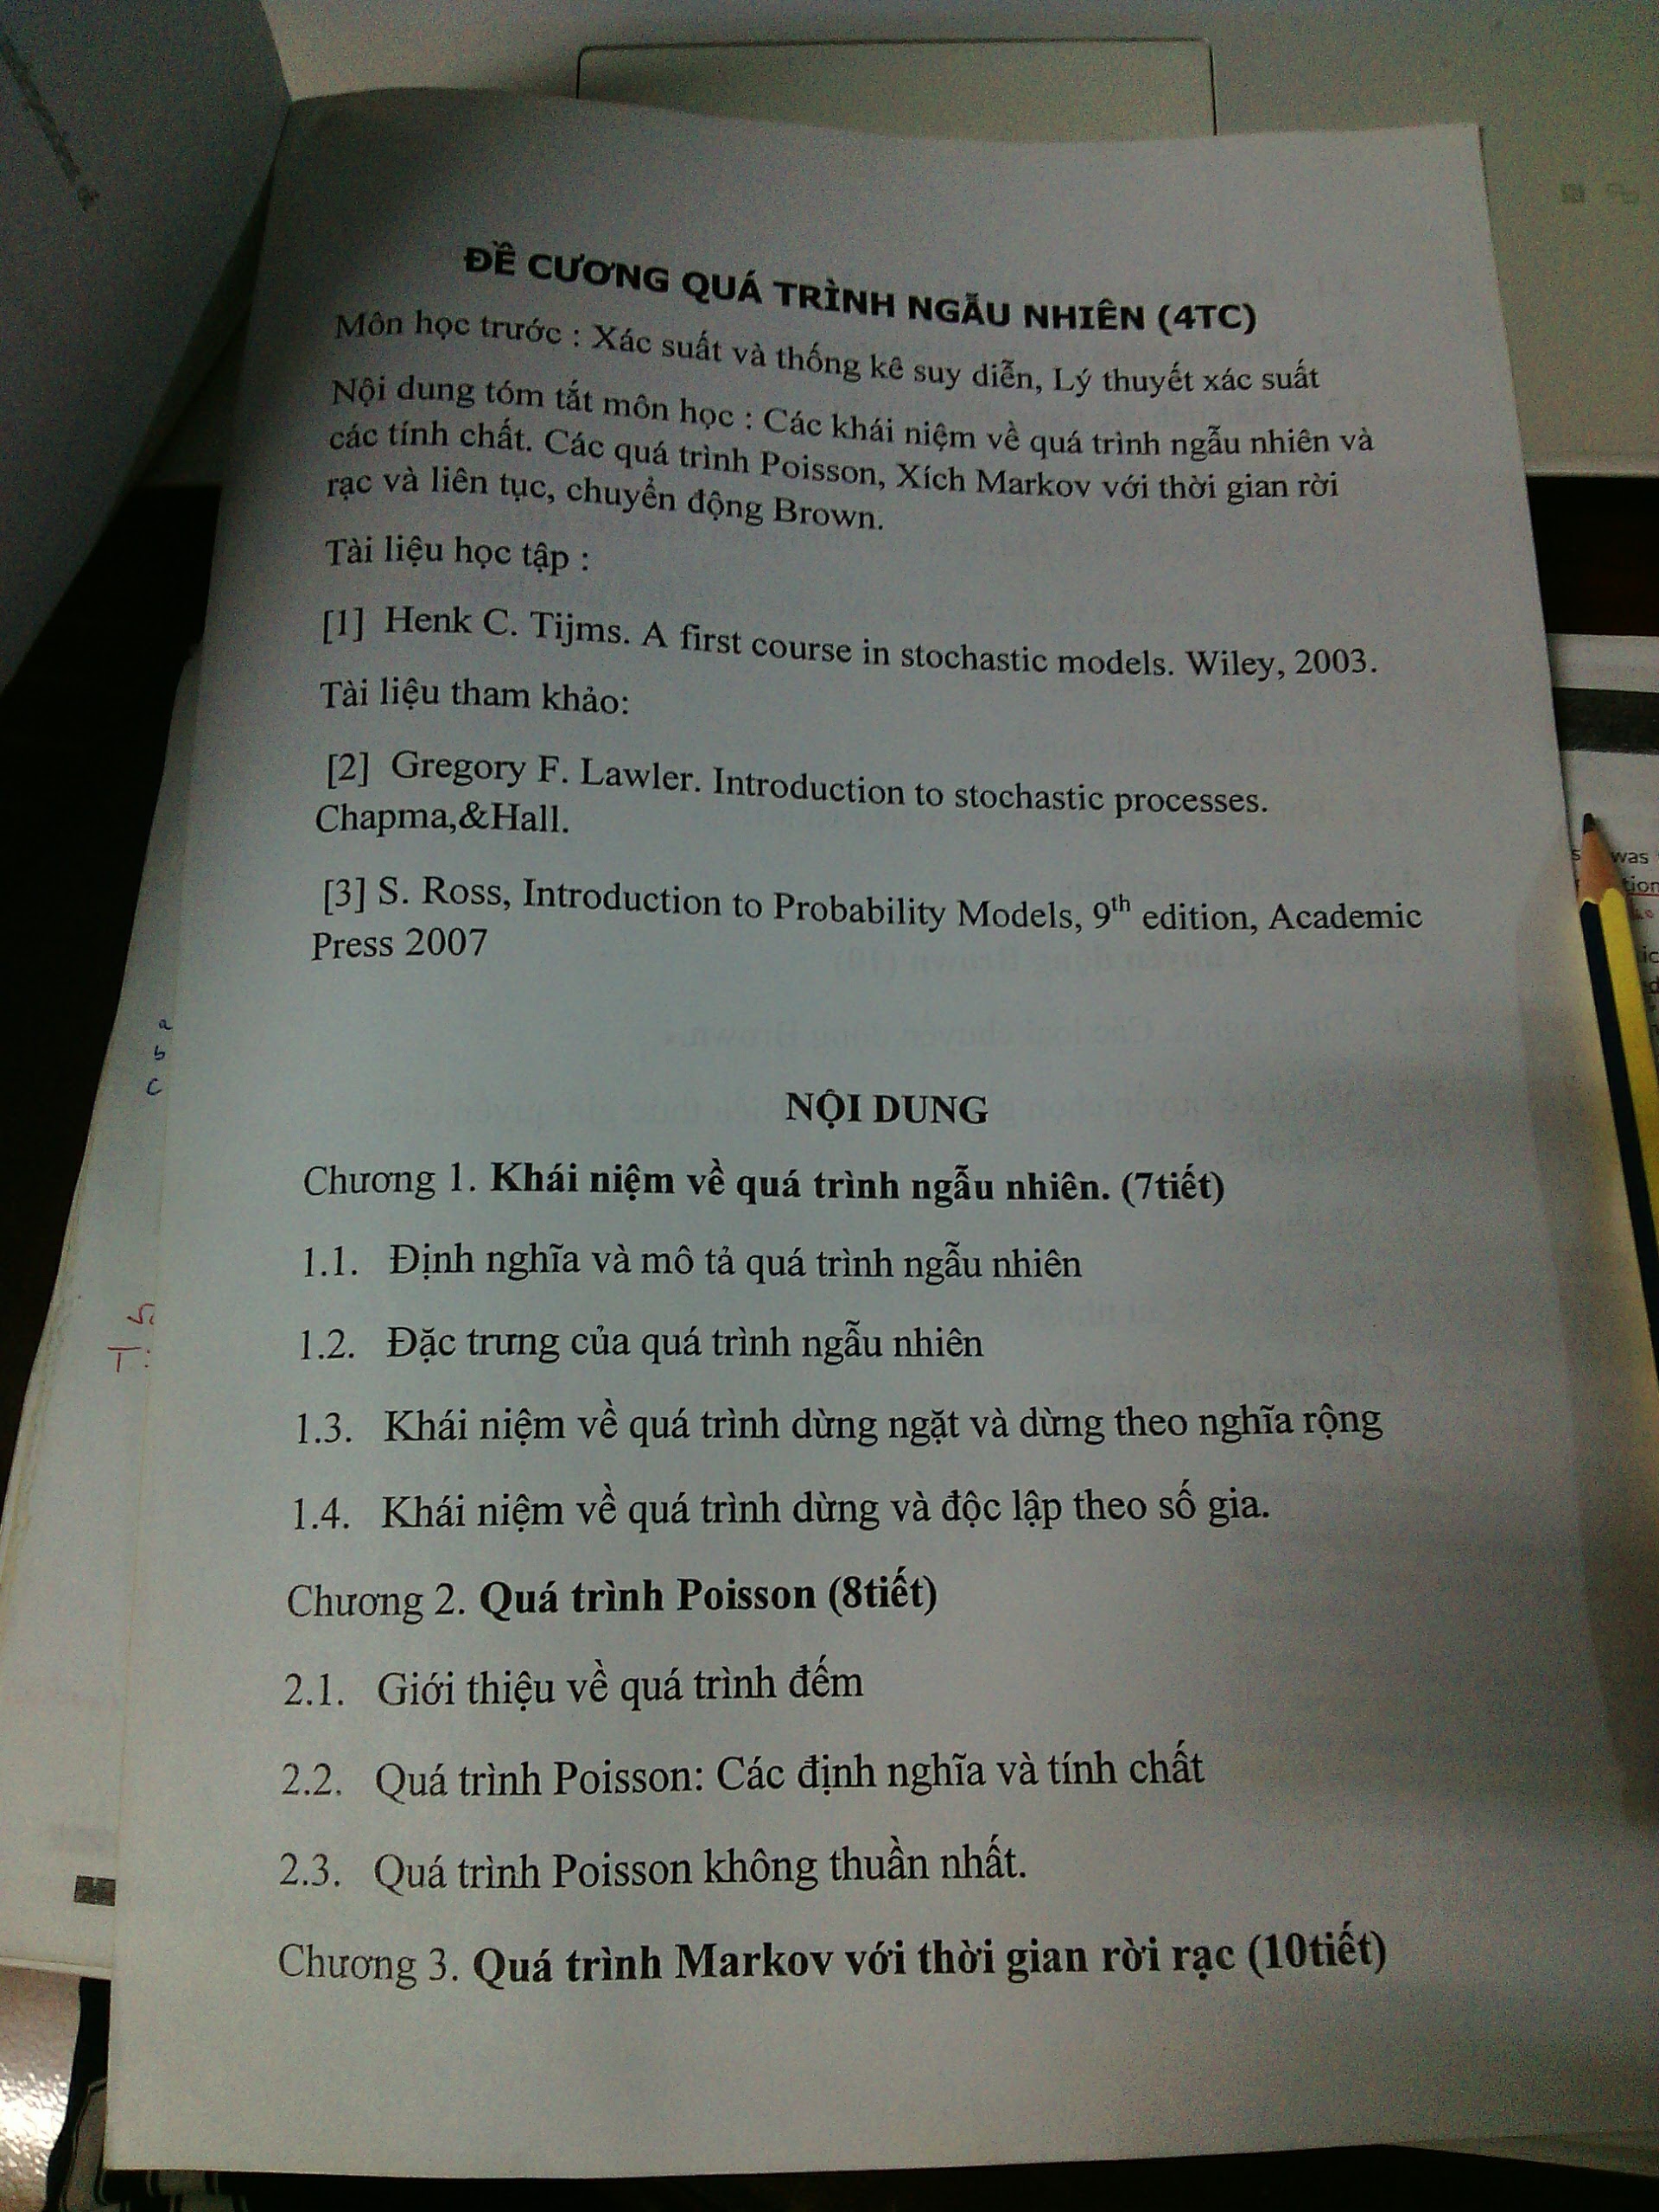 ĐỀ CƯƠNG QUÁ TRÌNH NGẪU NHIÊN (4TC)
Môn học trước : Xác suất và thống kê suy diễn, Lý thuyết xác suất
Nội dung tóm tắt môn học : Các khái niệm về quá trình ngẫu nhiên và
các tính chất. Các quá trình Poisson, Xích Markov với thời gian rời
rạc và liên tục, chuyển động Brown.
Tài liệu học tập :
[1] Henk C. Tijms. A first course in stochastic models. Wiley, 2003.
Tài liệu tham khảo:
[2] Gregory F. Lawler. Introduction to stochastic processes.
Chapma,&Hall.
[3] S. Ross, Introduction to Probability Models, 9th edition, Academic
Press 2007
NỘI DUNG
Chương 1. Khái niệm về quá trình ngẫu nhiên. (7tiết)
1.1. Định nghĩa và mô tả quá trình ngẫu nhiên
1.2. Đặc trưng của quá trình ngẫu nhiên
1.3. Khái niệm về quá trình dừng ngặt và dừng theo nghĩa rộng
1.4. Khái niệm về quá trình dừng và độc lập theo số gia.
Chương 2. Quá trình Poisson (8tiết)
2.1. Giới thiệu về quá trình đếm
2.2. Quá trình Poisson: Các định nghĩa và tính chất
2.3. Quá trình Poisson không thuần nhất.
Chương 3. Quá trình Markov với thời gian rời rạc (10tiết)
a
b
c
T:
was